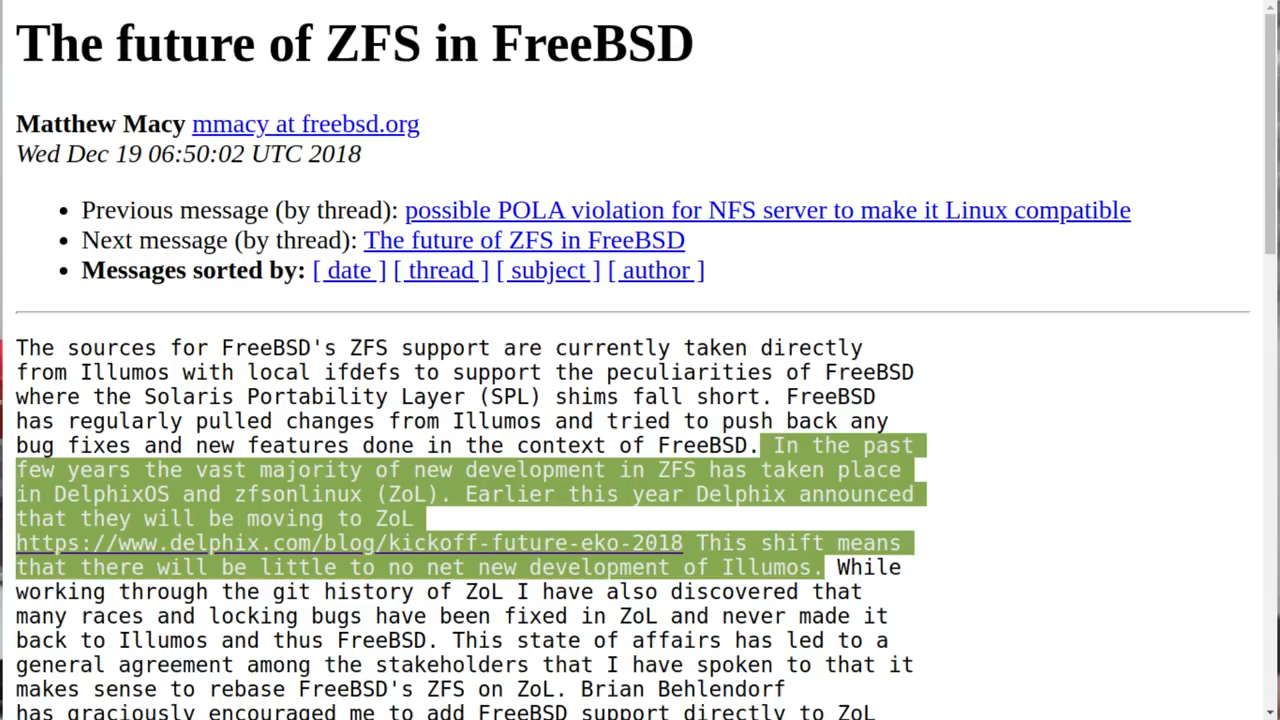 The future of ZFS in FreeBSD
Matthew Macy mmacy at freebsd.org
Wed Dec 19 06:50:02 UTC 2018
• Previous message (by thread): possible POLA violation for NFS server to make it Linux compatible
• Next message (by thread): The future of ZFS in FreeBSD
• Messages sorted by: [ date ] [ thread ] [ subject ] [ author ]
The sources for FreeBSD's ZFS support are currently taken directly
from Illumos with local ifdefs to support the peculiarities of FreeBSD
where the Solaris Portability Layer (SPL) shims fall short. FreeBSD
has regularly pulled changes from Illumos and tried to push back any
bug fixes and new features done in the context of FreeBSD. In the past
few years the vast majority of new development in ZFS has taken place
in DelphixOS and zfsonlinux (ZoL). Earlier this year Delphix announced
that they will be moving to ZoL
https://www.delphix.com/blog/kickoff-future-eko-2018 This shift means
that there will be little to no net new development of Illumos. While
working through the git history of ZoL I have also discovered that
many races and locking bugs have been fixed in ZoL and never made it
back to Illumos and thus FreeBSD. This state of affairs has led to a
general agreement among the stakeholders that I have spoken to that it
makes sense to rebase FreeBSD's ZFS on ZoL. Brian Behlendorf
has graciously encouraged me to add FreeBSD support directly to ZoL